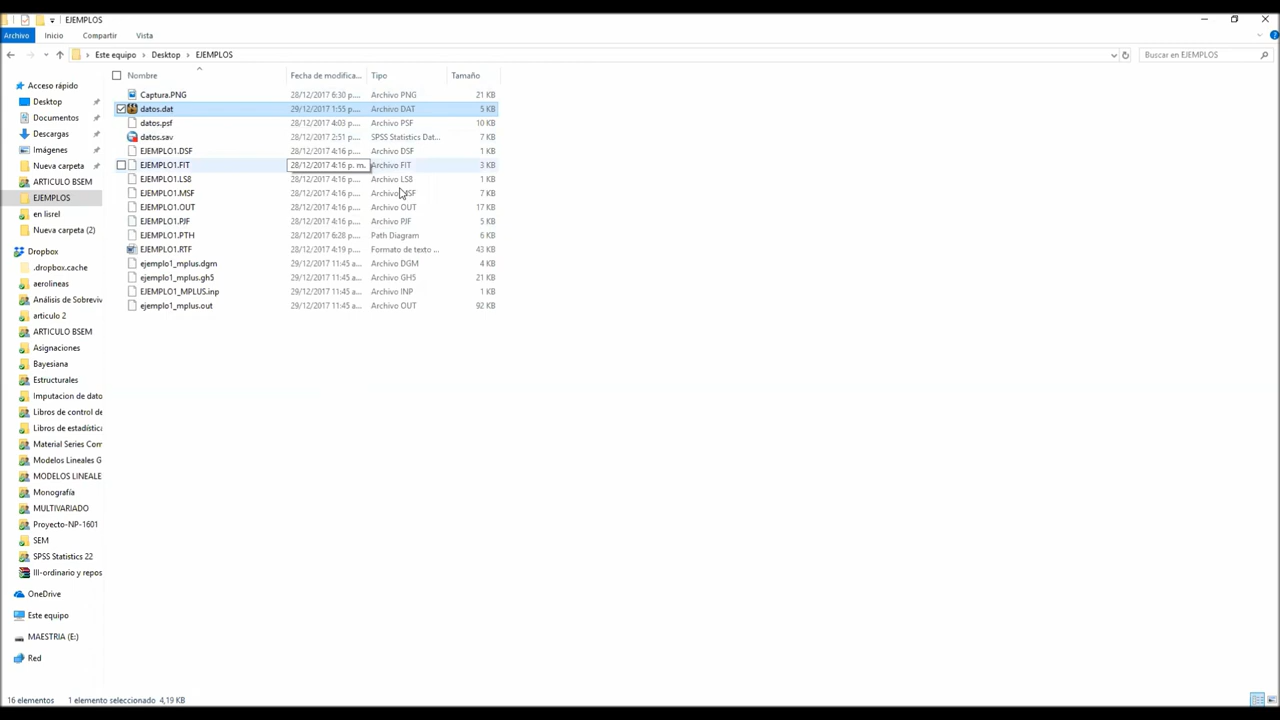 EJEMPLOS
Archivo Inicio Compartir Vista
Este equipo Desktop EJEMPLOS Buscar en EJEMPLOS
Nombre Fecha de modifica... Tipo Tamaño
Acceso rápido
Desktop
Documentos
Descargas
Imágenes
Nueva carpeta
ARTICULO BSEM
EJEMPLOS
en lisrel
Nueva carpeta (2)
Dropbox
.dropbox.cache
aerolineas
Análisis de Sobreviv
articulo 2
ARTICULO BSEM
Asignaciones
Bayesiana
Estructurales
Imputacion de dato
Libros de control de
Libros de estadístic
Material Series Com
Modelos Lineales G
MODELOS LINEALE
Monografía
MULTIVARIADO
Proyecto-NP-1601
SEM
SPSS Statistics 22
III-ordinario y repos
OneDrive
Este equipo
MAESTRIA (E:)
Red
Captura.PNG 28/12/2017 6:30 p.... Archivo PNG 21 KB
datos.dat 29/12/2017 1:55 p.... Archivo DAT 5 KB
datos.psf 28/12/2017 4:03 p.... Archivo PSF 10 KB
datos.sav 28/12/2017 2:51 p.... SPSS Statistics Dat... 7 KB
EJEMPLO1.DSF 28/12/2017 4:16 p.... Archivo DSF 1 KB
EJEMPLO1.FIT 28/12/2017 4:16 p. m. Archivo FIT 3 KB
EJEMPLO1.LS8 28/12/2017 4:16 p.... Archivo LS8 1 KB
EJEMPLO1.MSF 28/12/2017 4:16 p.... Archivo MSF 7 KB
EJEMPLO1.OUT 28/12/2017 4:16 p.... Archivo OUT 17 KB
EJEMPLO1.PJF 28/12/2017 4:16 p.... Archivo PJF 5 KB
EJEMPLO1.PTH 28/12/2017 6:28 p.... Path Diagram 6 KB
EJEMPLO1.RTF 28/12/2017 4:19 p.... Formato de texto ... 43 KB
ejemplo1_mplus.dgm 29/12/2017 11:45 a... Archivo DGM 4 KB
ejemplo1_mplus.gh5 29/12/2017 11:45 a... Archivo GH5 21 KB
EJEMPLO1_MPLUS.inp 29/12/2017 11:45 a... Archivo INP 1 KB
ejemplo1_mplus.out 29/12/2017 11:45 a... Archivo OUT 92 KB
16 elementos 1 elemento seleccionado 4,19 KB